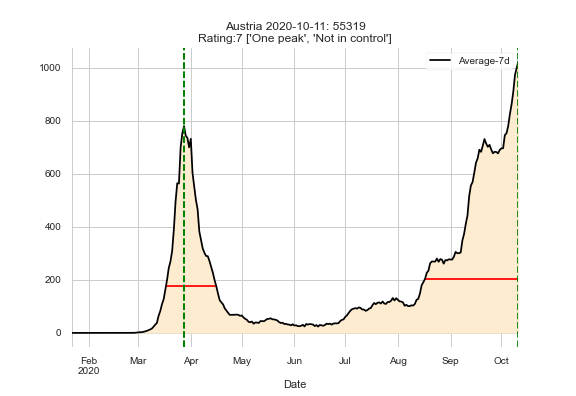 Austria 2020-10-11: 55319
Rating:7 ['One peak', 'Not in control']
Average-7d
1000
800
600
400
200
0
Feb Mar Apr May Jun Jul Aug Sep Oct
2020
Date